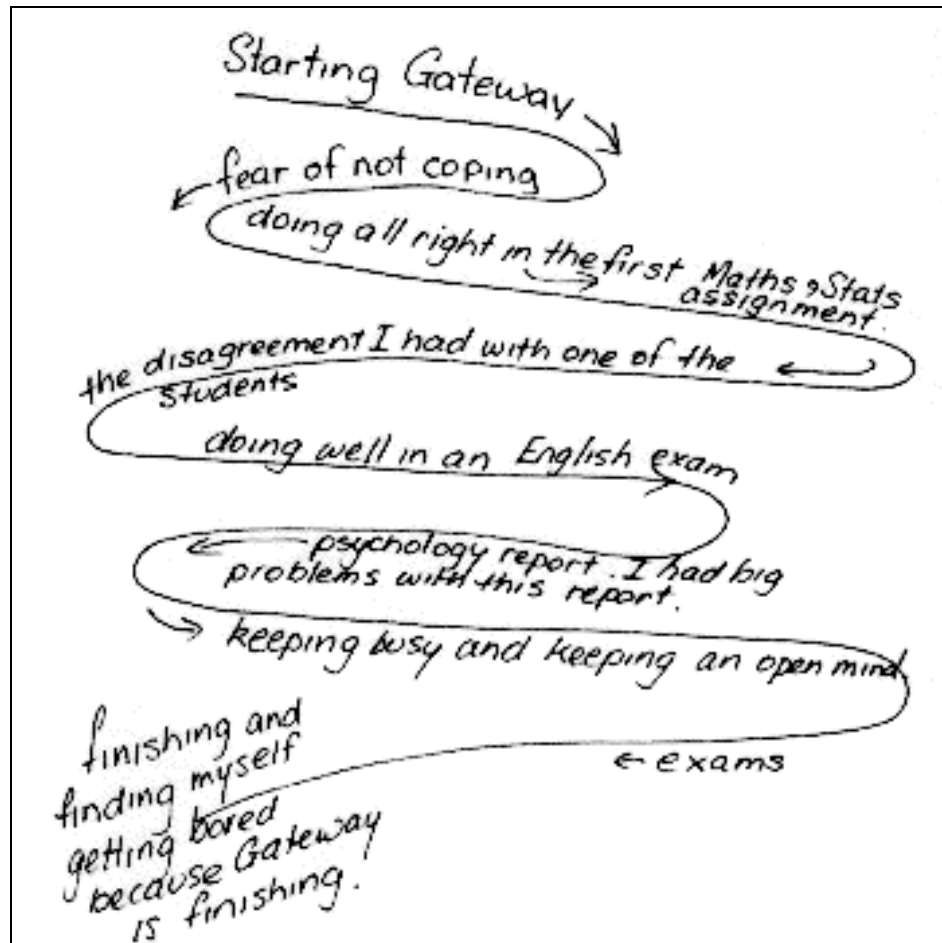 Starting Gateway
fear of not coping
doing all right in the first Maths, Stats
assignment.
the disagreement I had with one of the
students
doing well in an English exam
psychology report. I had big
problems with this report.
keeping busy and keeping an open mind
← exams
finishing and
finding myself
getting bored
because Gateway
is finishing.